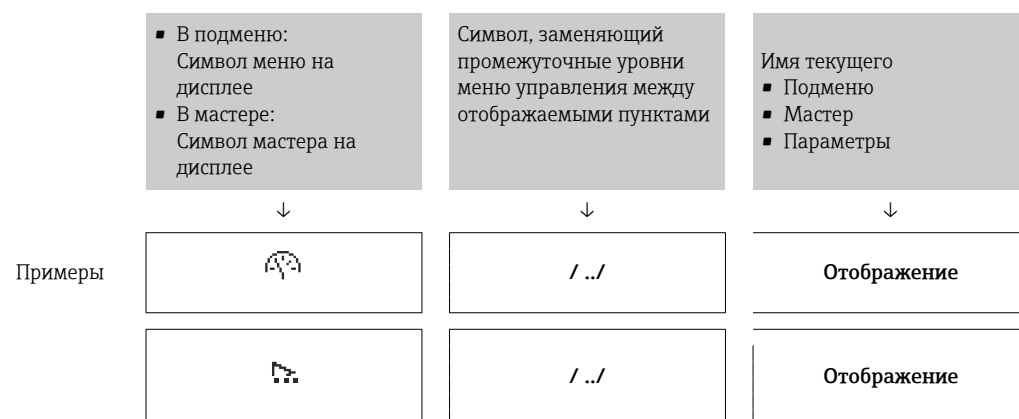 ▪ В подменю:
Символ меню на
дисплее
▪ В мастере:
Символ мастера на
дисплее
Символ, заменяющий
промежуточные уровни
меню управления между
отображаемыми пунктами
Имя текущего
▪ Подменю
▪ Мастер
▪ Параметры
↓ ↓ ↓
Примеры / ../ Отображение
/ ../ Отображение